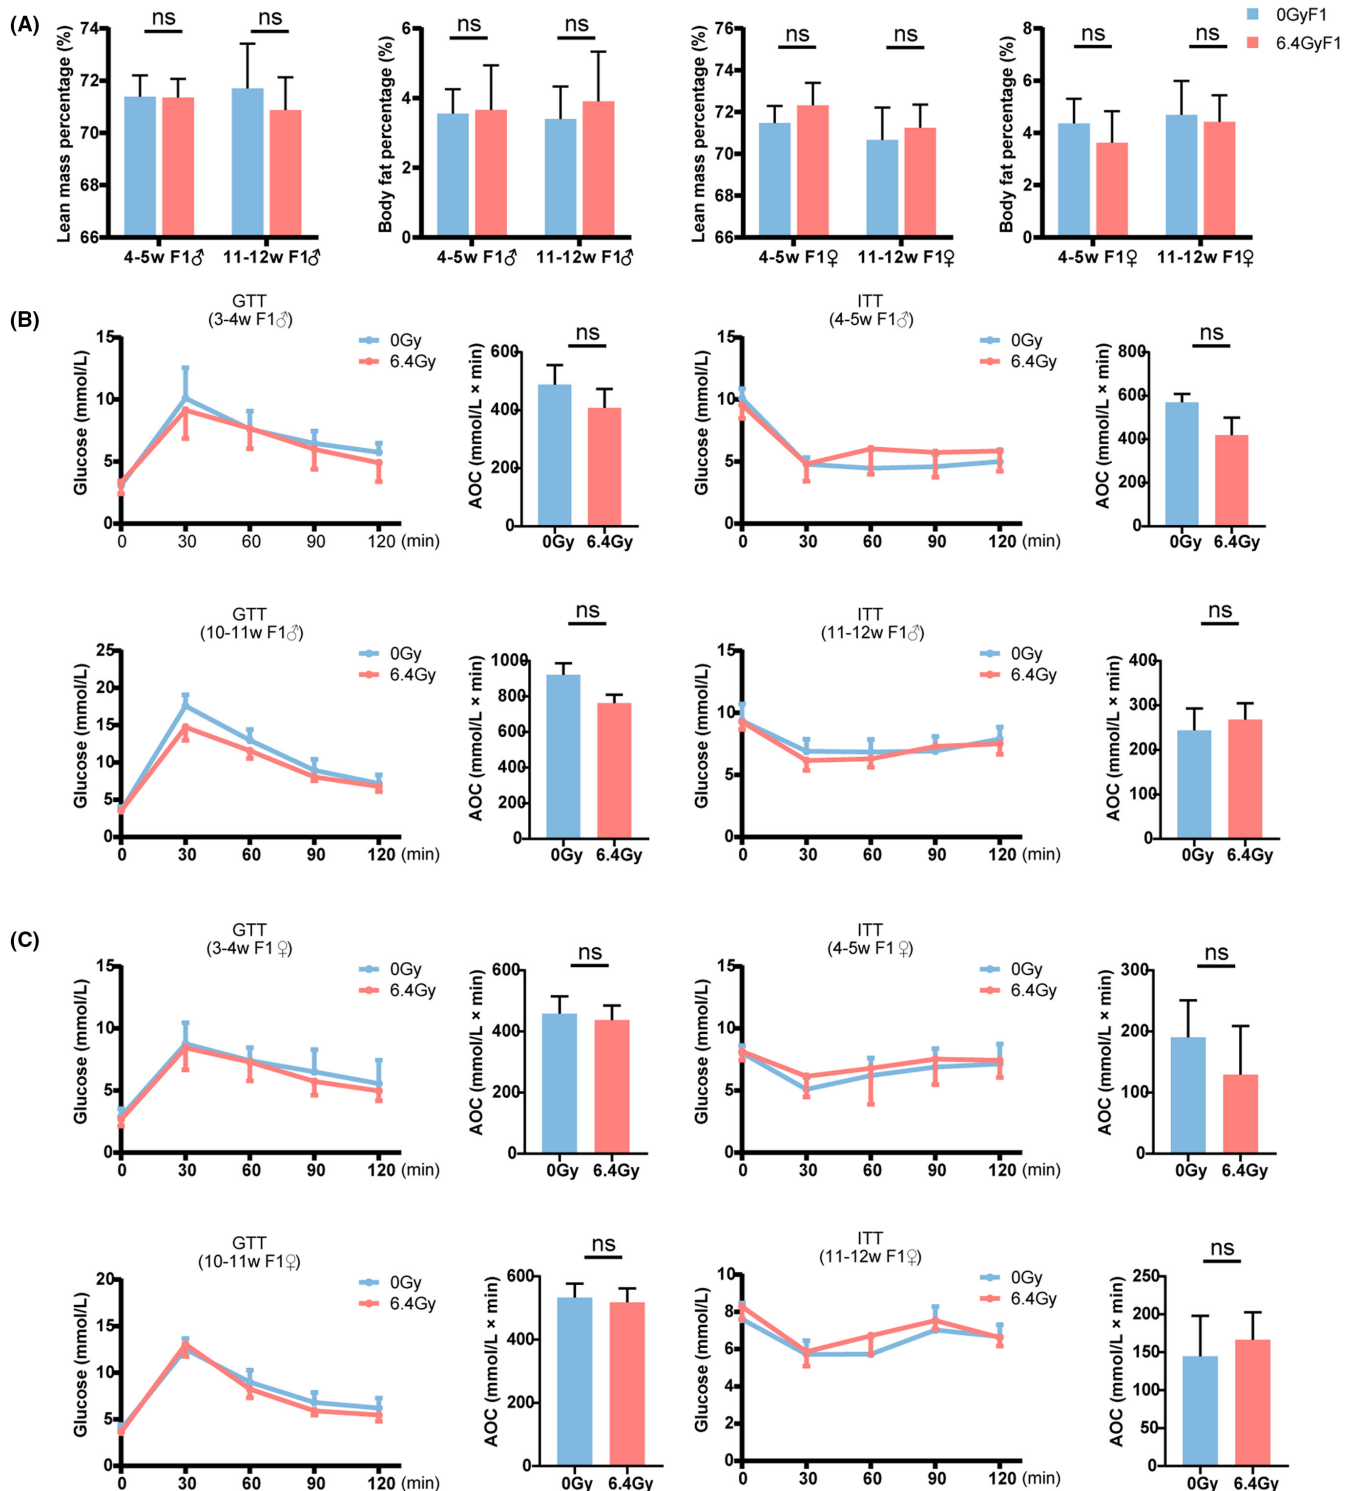 (A)
Lean mass percentage (%)
74
72
70
68
66
ns
ns
4-5w F1♂
11-12w F1♂
Body fat percentage (%)
6
4
2
0
ns
ns
4-5w F1♂
11-12w F1♂
Lean mass percentage (%)
76
74
72
70
68
66
ns
ns
4-5w F1♀
11-12w F1♀
Body fat percentage (%)
8
6
4
2
0
ns
ns
4-5w F1♀
11-12w F1♀
0GyF1
6.4GyF1
(B)
GTT
(3-4w F1♂)
Glucose (mmol/L)
15
10
5
0
0 30 60 90 120 (min)
0Gy
6.4Gy
ns
AOC (mmol/L × min)
600
400
200
0
0Gy 6.4Gy
ITT
(4-5w F1♂)
Glucose (mmol/L)
15
10
5
0
0 30 60 90 120 (min)
0Gy
6.4Gy
ns
AOC (mmol/L × min)
800
600
400
200
0
0Gy 6.4Gy
GTT
(10-11w F1♂)
Glucose (mmol/L)
25
20
15
10
5
0
0 30 60 90 120 (min)
0Gy
6.4Gy
ns
AOC (mmol/L × min)
1000
800
600
400
200
0
0Gy 6.4Gy
ITT
(11-12w F1♂)
Glucose (mmol/L)
15
10
5
0
0 30 60 90 120 (min)
0Gy
6.4Gy
ns
AOC (mmol/L × min)
400
300
200
100
0
0Gy 6.4Gy
(C)
GTT
(3-4w F1♀)
Glucose (mmol/L)
15
10
5
0
0 30 60 90 120 (min)
0Gy
6.4Gy
ns
AOC (mmol/L × min)
600
400
200
0
0Gy 6.4Gy
ITT
(4-5w F1♀)
Glucose (mmol/L)
15
10
5
0
0 30 60 90 120 (min)
0Gy
6.4Gy
ns
AOC (mmol/L × min)
300
200
100
0
0Gy 6.4Gy
GTT
(10-11w F1♀)
Glucose (mmol/L)
20
15
10
5
0
0 30 60 90 120 (min)
0Gy
6.4Gy
ns
AOC (mmol/L × min)
600
400
200
0
0Gy 6.4Gy
ITT
(11-12w F1♀)
Glucose (mmol/L)
10
8
6
4
2
0
0 30 60 90 120 (min)
0Gy
6.4Gy
ns
AOC (mmol/L × min)
250
200
150
100
50
0
0Gy 6.4Gy